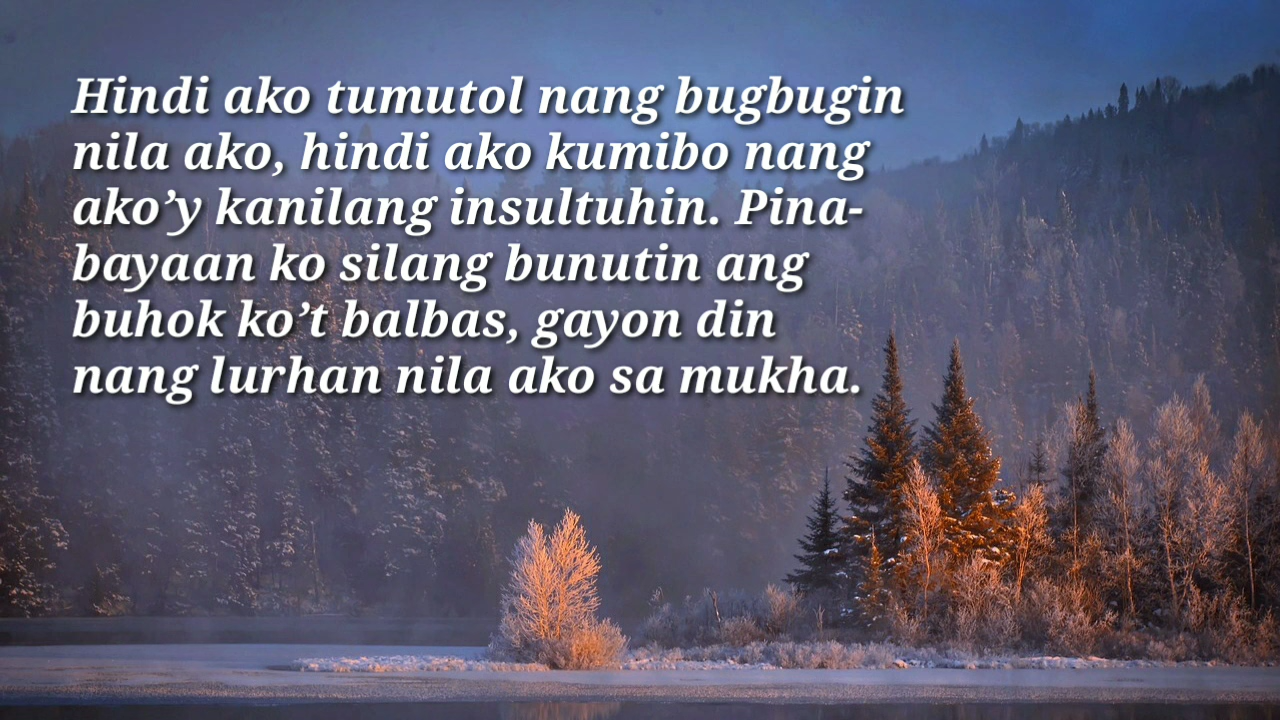 Hindi ako tumutol nang bugbugin
nila ako, hindi ako kumibo nang
ako’y kanilang insultuhin. Pina-
bayaan ko silang bunutin ang
buhok ko’t balbas, gayon din
nang lurhan nila ako sa mukha.